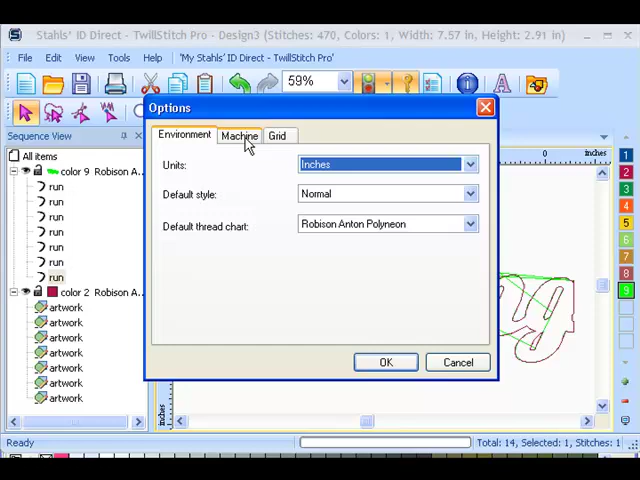 Stahls' ID Direct - TwillStitch Pro - Design3 (Stitches: 470, Colors: 1, Width: 7.57 in, Height: 2.91 in)
File Edit View Tools 'My Stahls' ID Direct - TwillStitch Pro'
59%
Sequence View
All items
color 9 Robison A...
run
run
run
run
run
run
run
color 2 Robison A...
artwork
artwork
artwork
artwork
artwork
artwork
artwork
Options
Environment Machine Grid
Units: Inches
Default style: Normal
Default thread chart: Robison Anton Polyneon
OK Cancel
0
inches
1
2
3
4
5
6
7
8
9
inches
Ready
Total: 14, Selected: 1, Stitches: 1